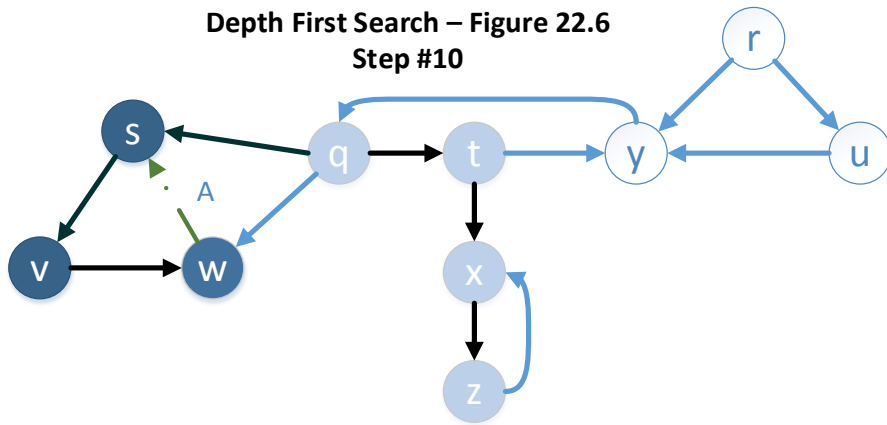 Depth First Search – Figure 22.6
Step #10
r
s
q
t
y
u
A
v
w
x
z